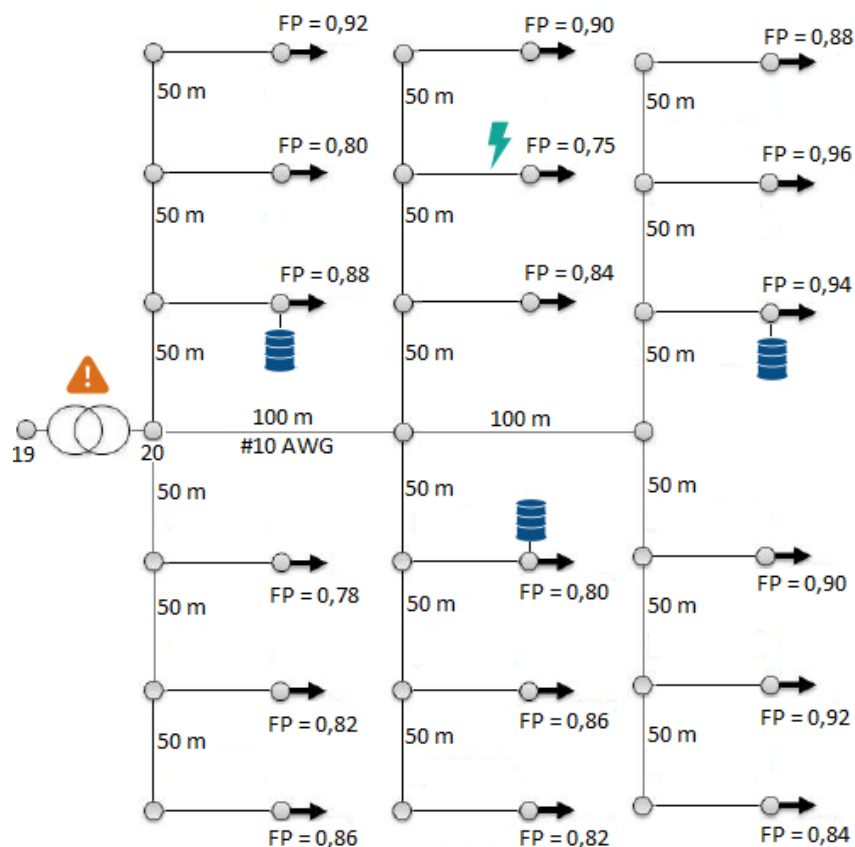 FP = 0,92
FP = 0,90
FP = 0,88
50 m
50 m
50 m
FP = 0,80
FP = 0,75
FP = 0,96
50 m
50 m
50 m
FP = 0,88
FP = 0,84
FP = 0,94
50 m
50 m
50 m
100 m
100 m
#10 AWG
19
20
50 m
50 m
50 m
FP = 0,78
FP = 0,80
FP = 0,90
50 m
50 m
50 m
FP = 0,82
FP = 0,86
FP = 0,92
50 m
50 m
50 m
FP = 0,86
FP = 0,82
FP = 0,84